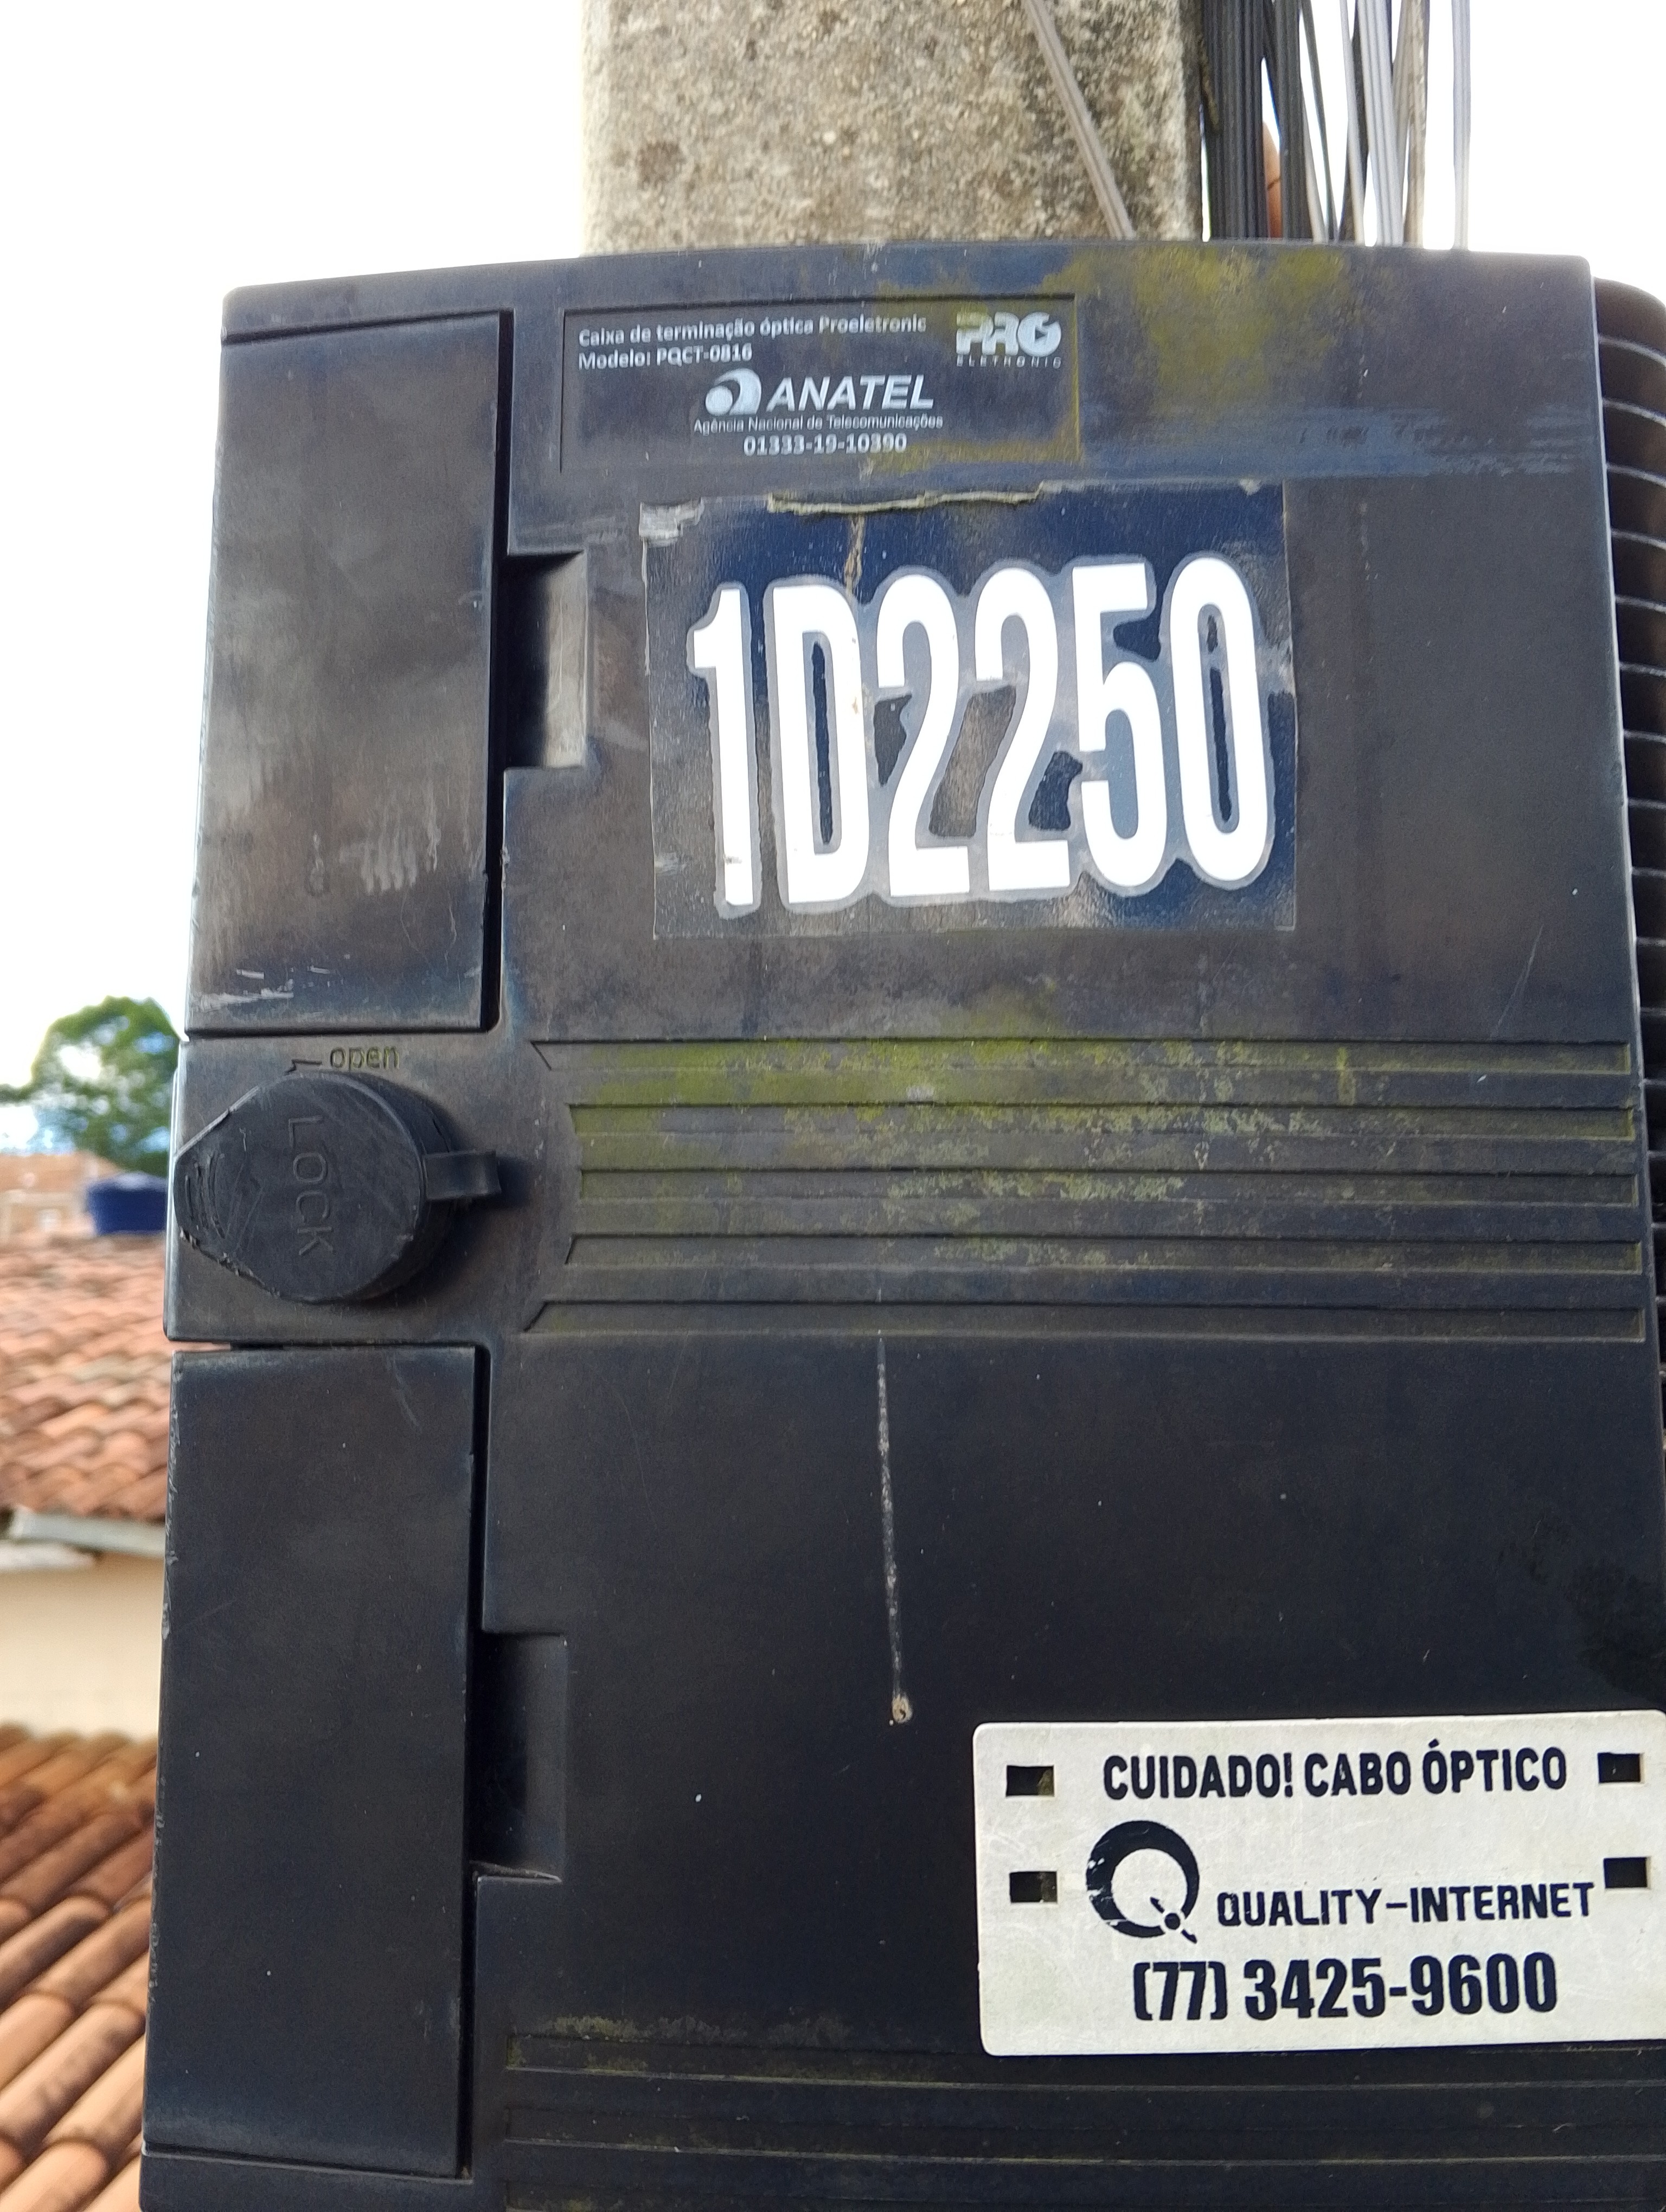 Caixa de terminação óptica Proeletronic
Modelo: PQCT-0816
PRO
ELETRONIC
ANATEL
Agência Nacional de Telecomunicações
01333-19-10390
1D2250
open
LOCK
CUIDADO! CABO ÓPTICO
QUALITY-INTERNET
(77) 3425-9600